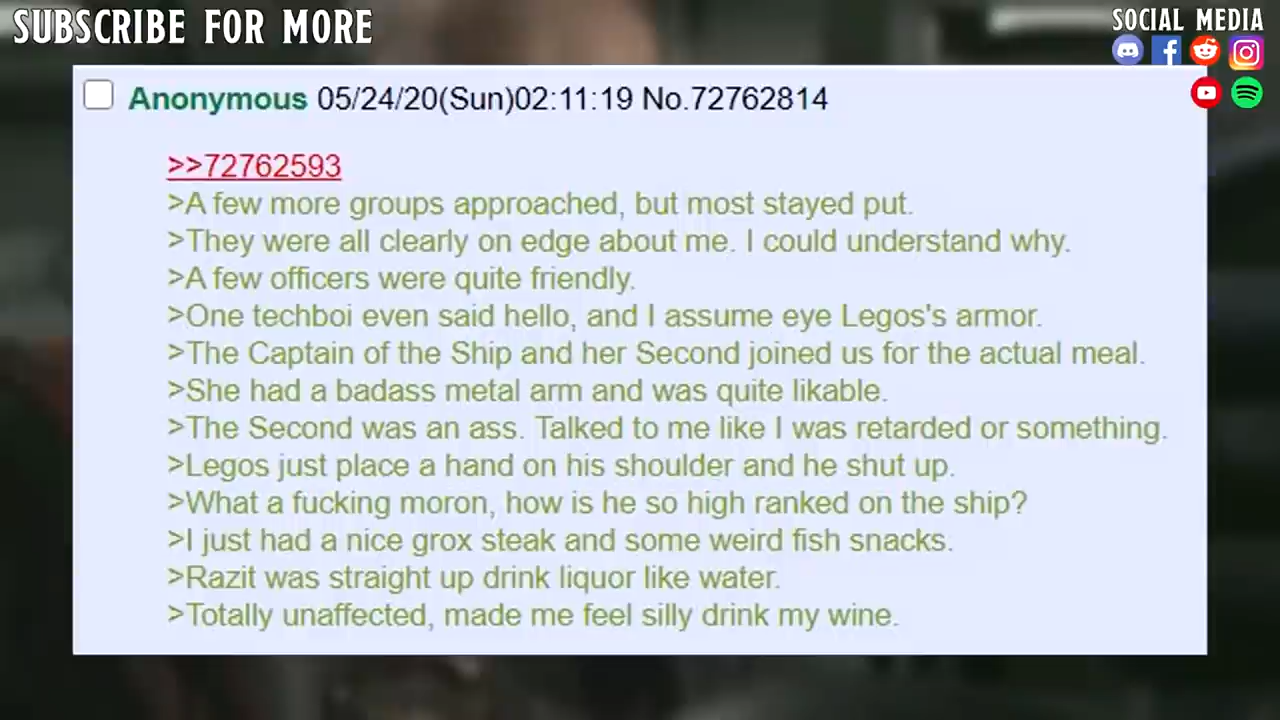 SUBSCRIBE FOR MORE
SOCIAL MEDIA
Anonymous 05/24/20(Sun)02:11:19 No.72762814
>>72762593
>A few more groups approached, but most stayed put.
>They were all clearly on edge about me. I could understand why.
>A few officers were quite friendly.
>One techboi even said hello, and I assume eye Legos's armor.
>The Captain of the Ship and her Second joined us for the actual meal.
>She had a badass metal arm and was quite likable.
>The Second was an ass. Talked to me like I was retarded or something.
>Legos just place a hand on his shoulder and he shut up.
>What a fucking moron, how is he so high ranked on the ship?
>I just had a nice grox steak and some weird fish snacks.
>Razit was straight up drink liquor like water.
>Totally unaffected, made me feel silly drink my wine.